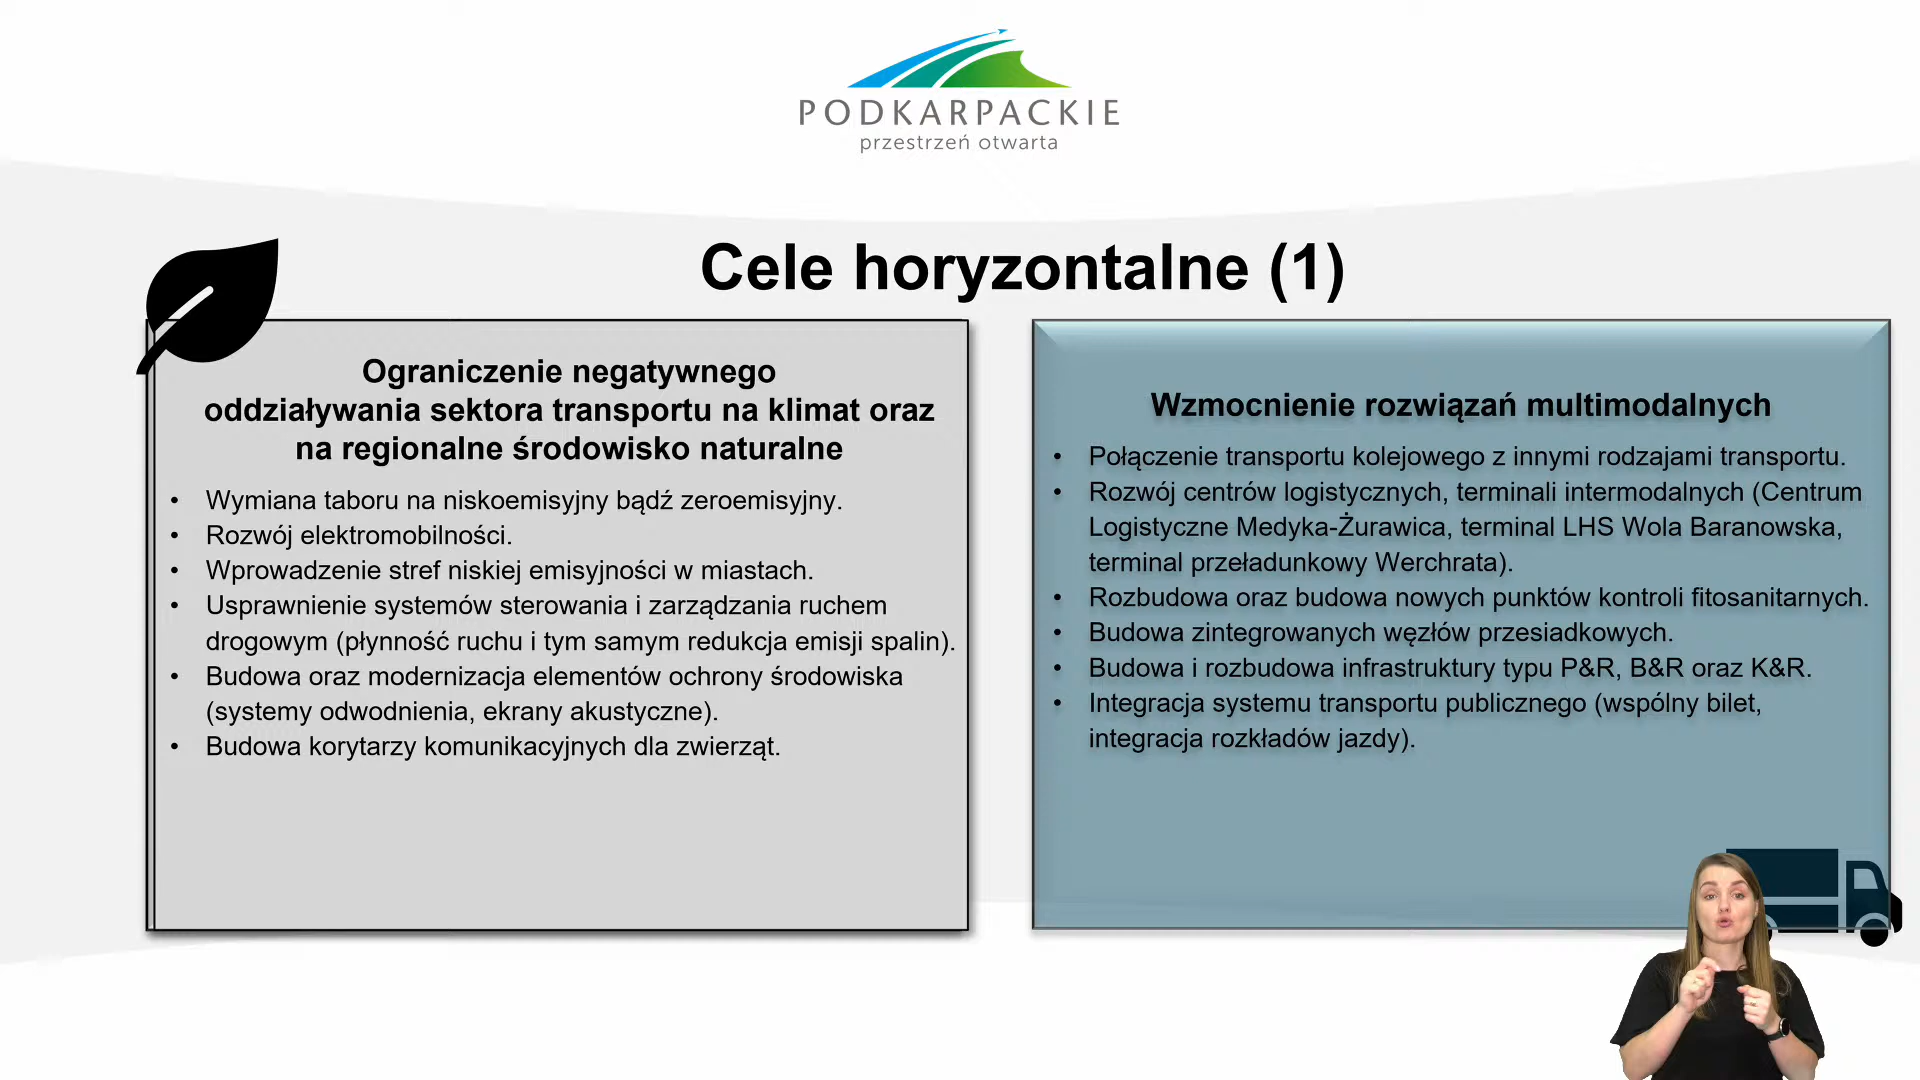 PODKARPACKIE
przestrzeń otwarta
Cele horyzontalne (1)
Ograniczenie negatywnego
oddziaływania sektora transportu na klimat oraz
na regionalne środowisko naturalne
• Wymiana taboru na niskoemisyjny bądź zeroemisyjny.
• Rozwój elektromobilności.
• Wprowadzenie stref niskiej emisyjności w miastach.
• Usprawnienie systemów sterowania i zarządzania ruchem
drogowym (płynność ruchu i tym samym redukcja emisji spalin).
• Budowa oraz modernizacja elementów ochrony środowiska
(systemy odwodnienia, ekrany akustyczne).
• Budowa korytarzy komunikacyjnych dla zwierząt.
Wzmocnienie rozwiązań multimodalnych
• Połączenie transportu kolejowego z innymi rodzajami transportu.
• Rozwój centrów logistycznych, terminali intermodalnych (Centrum
Logistyczne Medyka-Żurawica, terminal LHS Wola Baranowska,
terminal przeładunkowy Werchrata).
• Rozbudowa oraz budowa nowych punktów kontroli fitosanitarnych.
• Budowa zintegrowanych węzłów przesiadkowych.
• Budowa i rozbudowa infrastruktury typu P&R, B&R oraz K&R.
• Integracja systemu transportu publicznego (wspólny bilet,
integracja rozkładów jazdy).